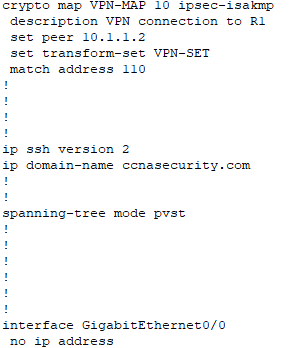 crypto map VPN-MAP 10 ipsec-isakmp
 description VPN connection to R1
 set peer 10.1.1.2
 set transform-set VPN-SET
 match address 110
!
!
!
!
ip ssh version 2
ip domain-name ccnasecurity.com
!
!
spanning-tree mode pvst
!
!
!
!
!
!
interface GigabitEthernet0/0
 no ip address